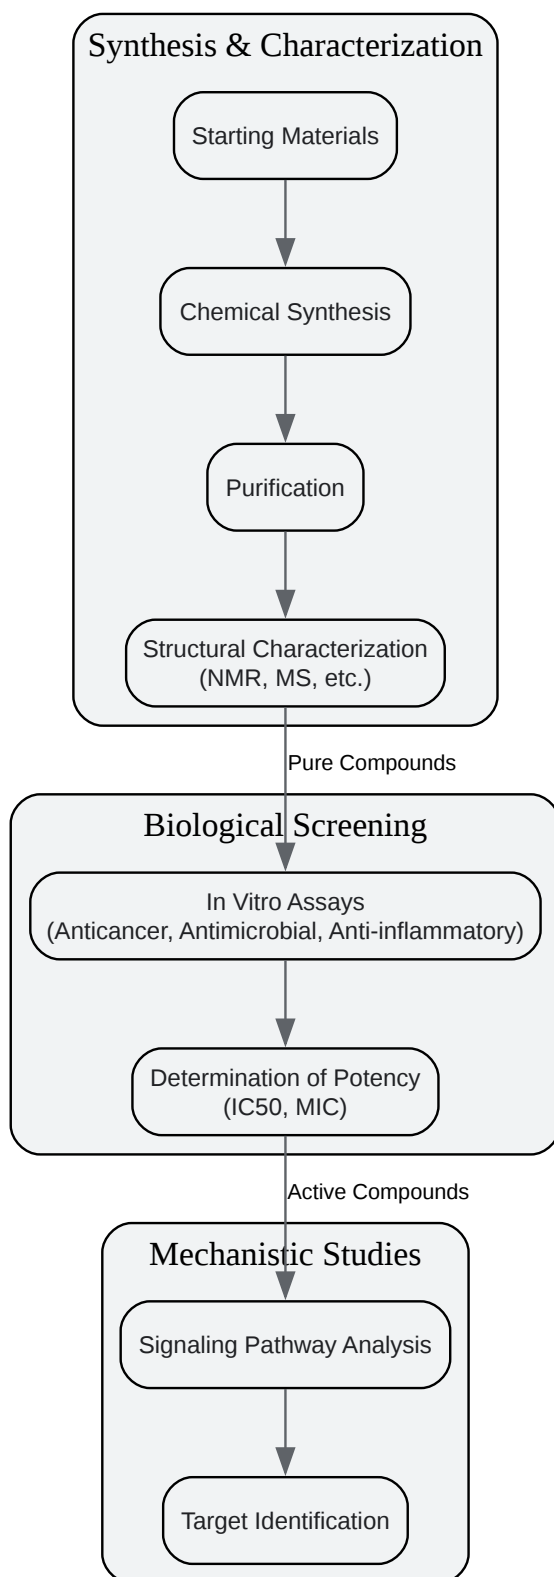 Synthesis & Characterization
Starting Materials
Chemical Synthesis
Purification
Structural Characterization
(NMR, MS, etc.)
Pure Compounds
Biological Screening
In Vitro Assays
(Anticancer, Antimicrobial, Anti-inflammatory)
Determination of Potency
(IC50, MIC)
Active Compounds
Mechanistic Studies
Signaling Pathway Analysis
Target Identification